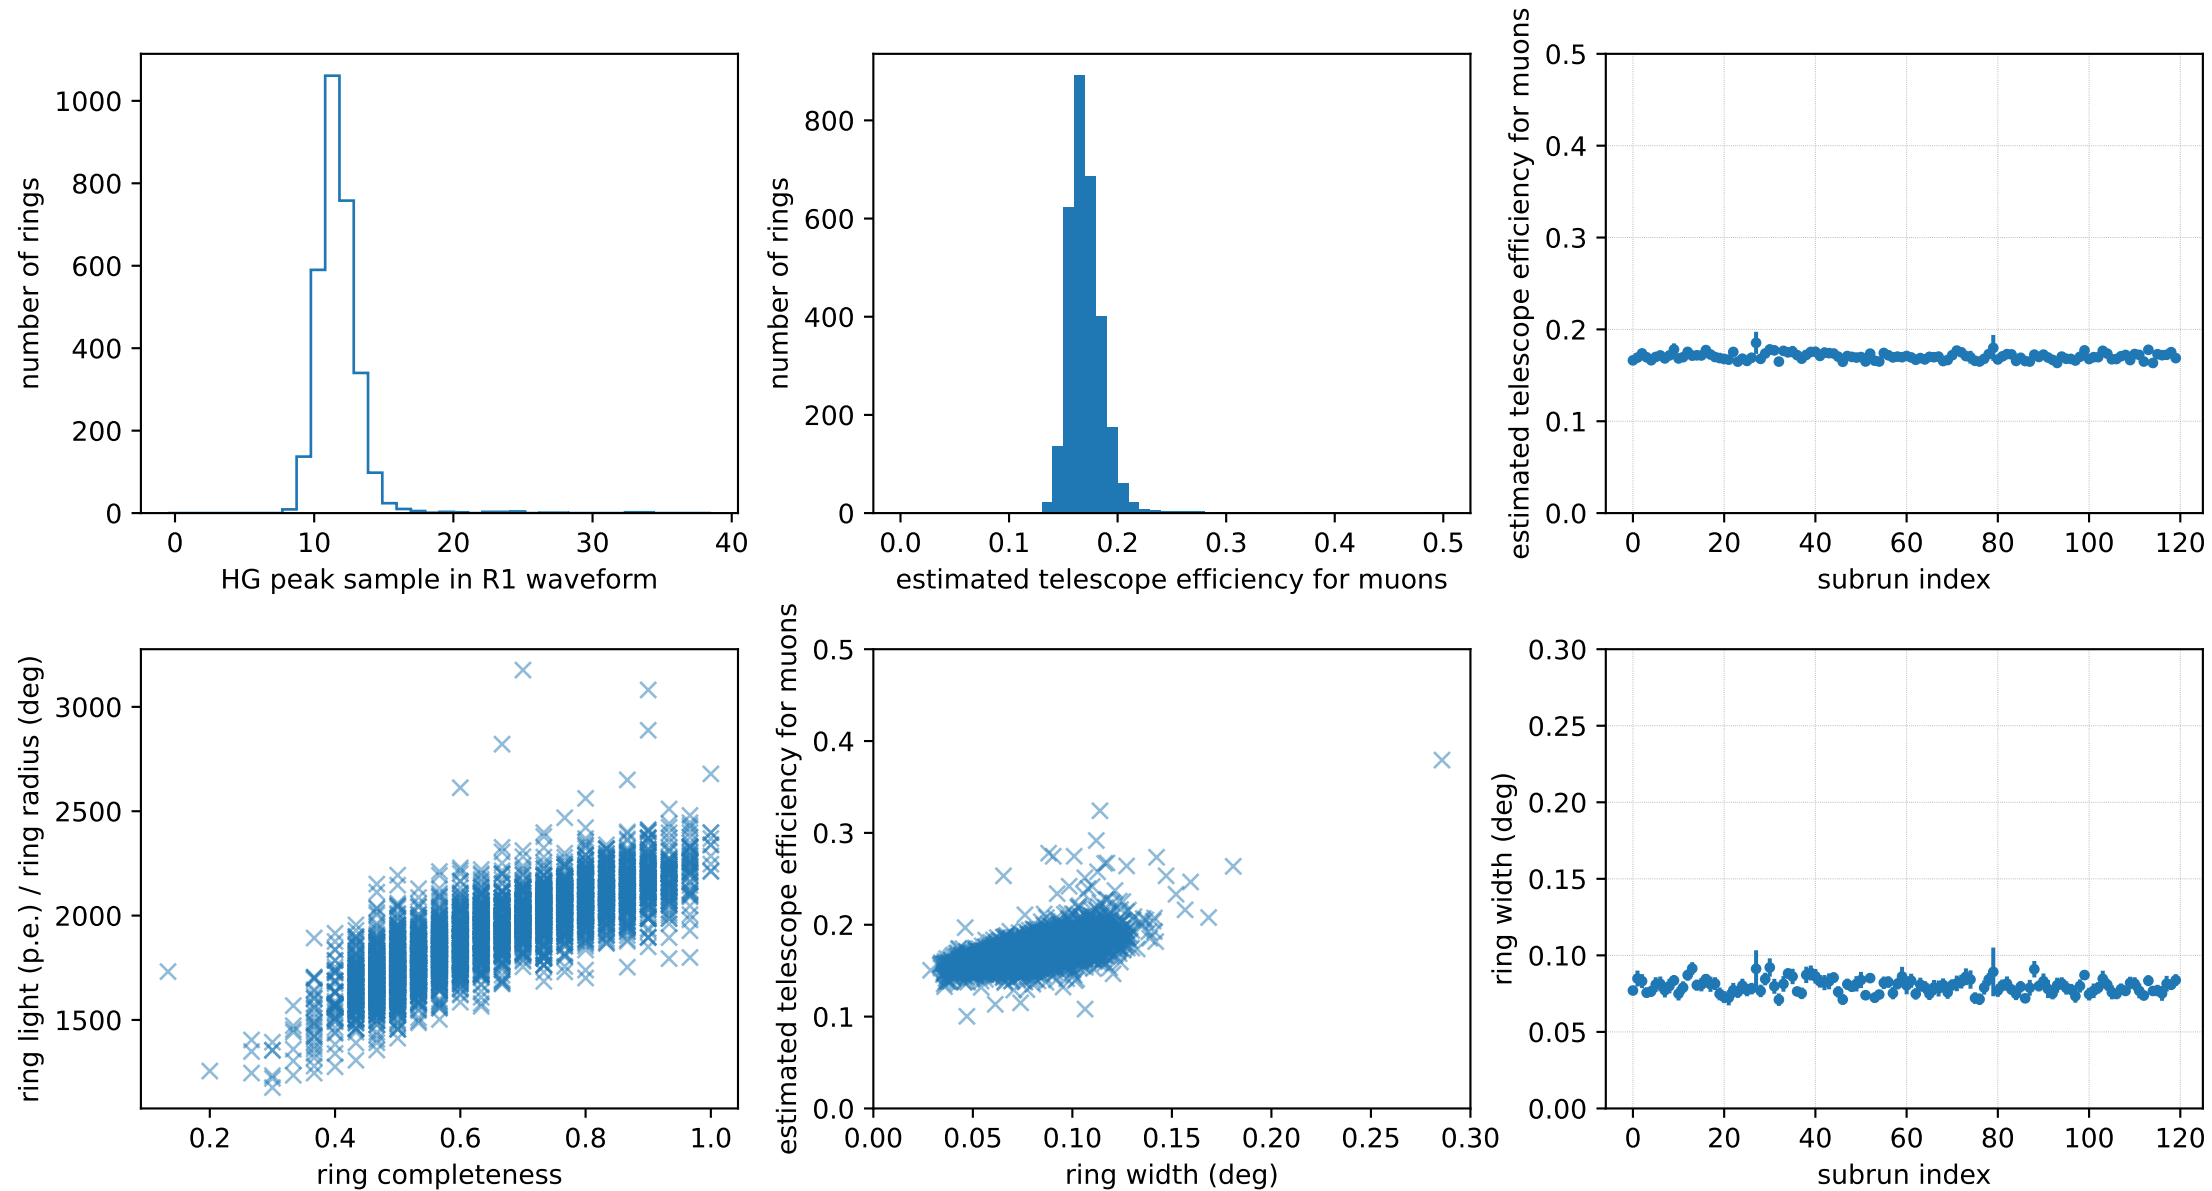 number of rings
1000
800
600
400
200
0
0 10 20 30 40
HG peak sample in R1 waveform
number of rings
800
600
400
200
0
0.0 0.1 0.2 0.3 0.4 0.5
estimated telescope efficiency for muons
estimated telescope efficiency for muons
0.5
0.4
0.3
0.2
0.1
0.0
0 20 40 60 80 100 120
subrun index
ring light (p.e.) / ring radius (deg)
3000
2500
2000
1500
0.2 0.4 0.6 0.8 1.0
ring completeness
estimated telescope efficiency for muons
0.5
0.4
0.3
0.2
0.1
0.0
0.00 0.05 0.10 0.15 0.20 0.25 0.30
ring width (deg)
ring width (deg)
0.30
0.25
0.20
0.15
0.10
0.05
0.00
0 20 40 60 80 100 120
subrun index